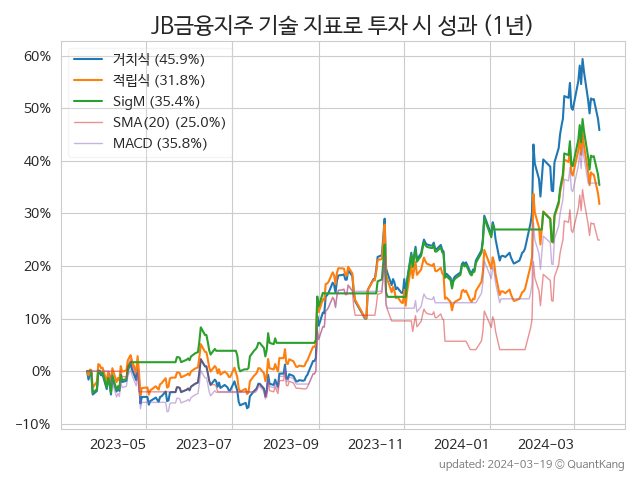 JB금융지주 기술 지표로 투자 시 성과 (1년)
60%
50%
40%
30%
20%
10%
0%
−10%
거치식 (45.9%)
적립식 (31.8%)
SigM (35.4%)
SMA(20) (25.0%)
MACD (35.8%)
2023-05 2023-07 2023-09 2023-11 2024-01 2024-03
updated: 2024-03-19 © QuantKang